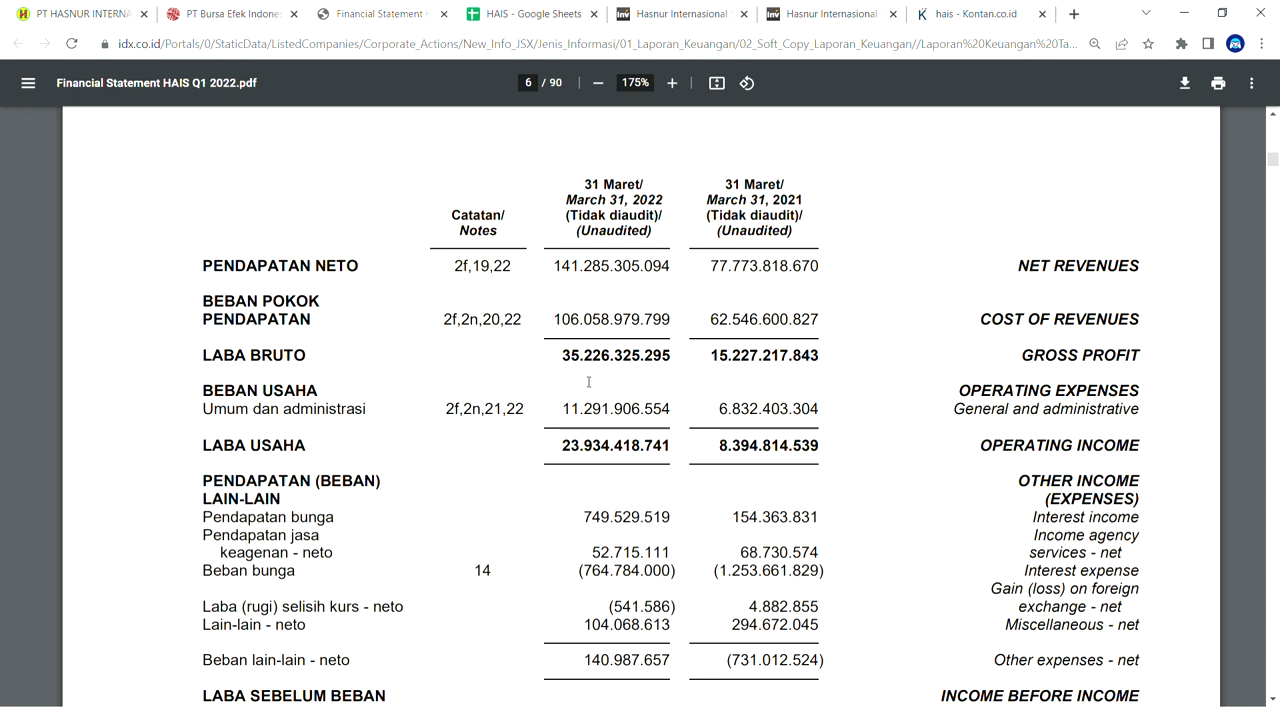 PT HASNUR INTERNA
PT Bursa Efek Indones
Financial Statement H
HAIS - Google Sheets
Hasnur Internasional
Hasnur Internasional
hais - Kontan.co.id
idx.co.id/Portals/0/StaticData/ListedCompanies/Corporate_Actions/New_Info_JSX/Jenis_Informasi/01_Laporan_Keuangan/02_Soft_Copy_Laporan_Keuangan//Laporan%20Keuangan%20Ta...
Financial Statement HAIS Q1 2022.pdf 6 / 90 175%
31 Maret/ 31 Maret/
March 31, 2022 March 31, 2021
Catatan/ (Tidak diaudit)/ (Tidak diaudit)/
Notes (Unaudited) (Unaudited)
PENDAPATAN NETO 2f,19,22 141.285.305.094 77.773.818.670 NET REVENUES
BEBAN POKOK
PENDAPATAN 2f,2n,20,22 106.058.979.799 62.546.600.827 COST OF REVENUES
LABA BRUTO 35.226.325.295 15.227.217.843 GROSS PROFIT
BEBAN USAHA OPERATING EXPENSES
Umum dan administrasi 2f,2n,21,22 11.291.906.554 6.832.403.304 General and administrative
LABA USAHA 23.934.418.741 8.394.814.539 OPERATING INCOME
PENDAPATAN (BEBAN) OTHER INCOME
LAIN-LAIN (EXPENSES)
Pendapatan bunga 749.529.519 154.363.831 Interest income
Pendapatan jasa Income agency
keagenan - neto 52.715.111 68.730.574 services - net
Beban bunga 14 (764.784.000) (1.253.661.829) Interest expense
Gain (loss) on foreign
Laba (rugi) selisih kurs - neto (541.586) 4.882.855 exchange - net
Lain-lain - neto 104.068.613 294.672.045 Miscellaneous - net
Beban lain-lain - neto 140.987.657 (731.012.524) Other expenses - net
LABA SEBELUM BEBAN INCOME BEFORE INCOME